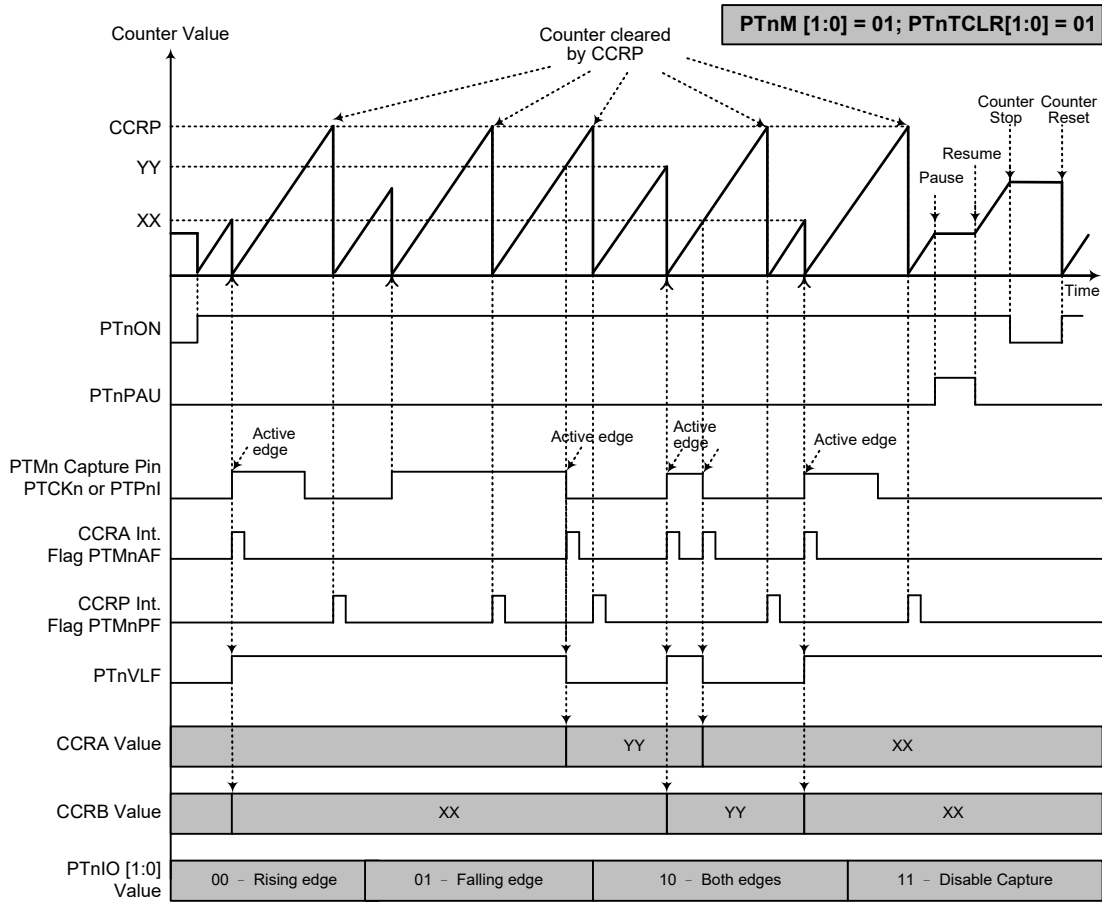 PTnM [1:0] = 01; PTnTCLR[1:0] = 01
Counter Value
Counter cleared
by CCRP
CCRP
YY
XX
Counter
Stop
Counter
Reset
Resume
Pause
Time
PTnON
PTnPAU
Active
edge
Active edge
Active
edge
Active edge
PTMn Capture Pin
PTCKn or PTPnI
CCRA Int.
Flag PTMnAF
CCRP Int.
Flag PTMnPF
PTnVLF
CCRA Value
YY
XX
CCRB Value
XX
YY
XX
PTnIO [1:0]
Value
00 – Rising edge
01 – Falling edge
10 – Both edges
11 – Disable Capture